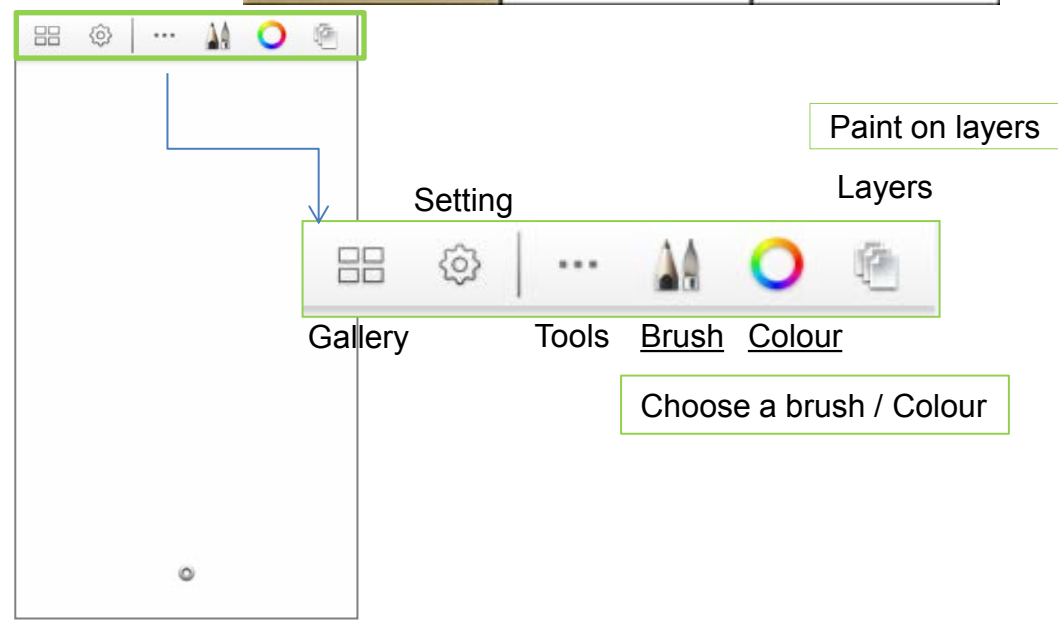 Paint on layers
Layers
Setting
Gallery
Tools
Brush
Colour
Choose a brush / Colour